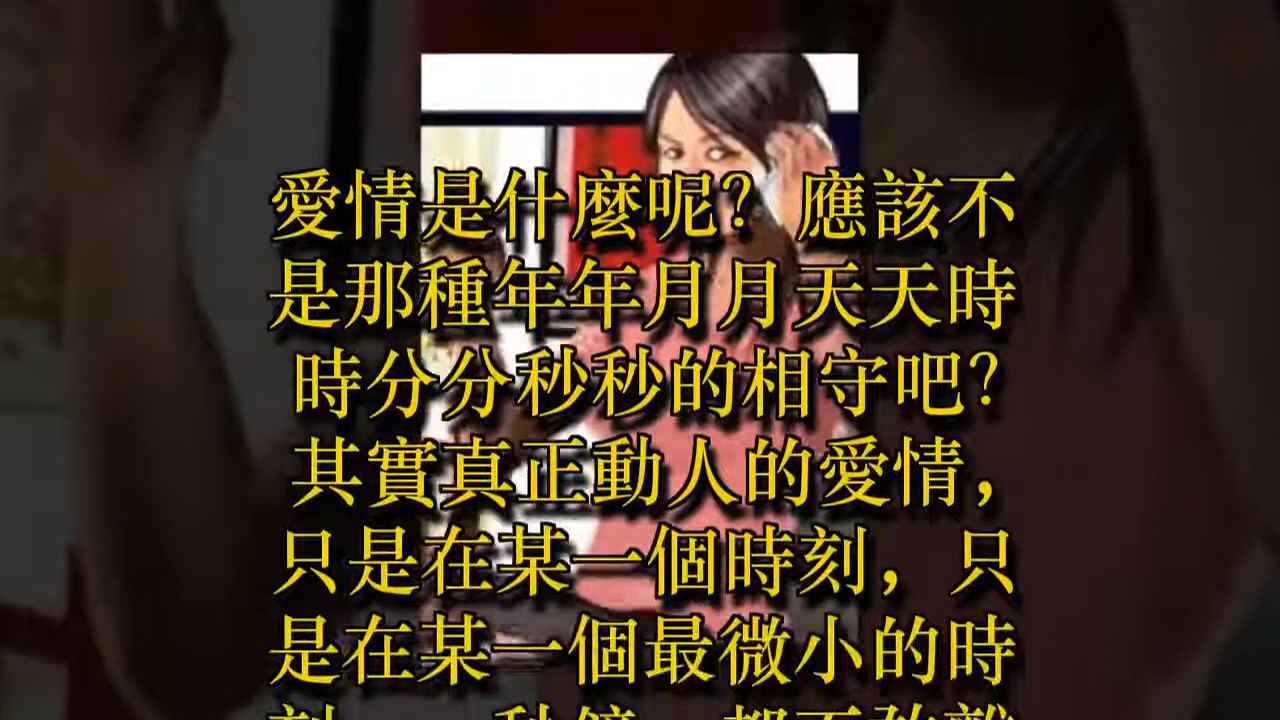 愛情是什麼呢？應該不
是那種年年月月天天時
時分分秒秒的相守吧？
其實真正動人的愛情，
只是在某一個時刻，只
是在某一個最微小的時